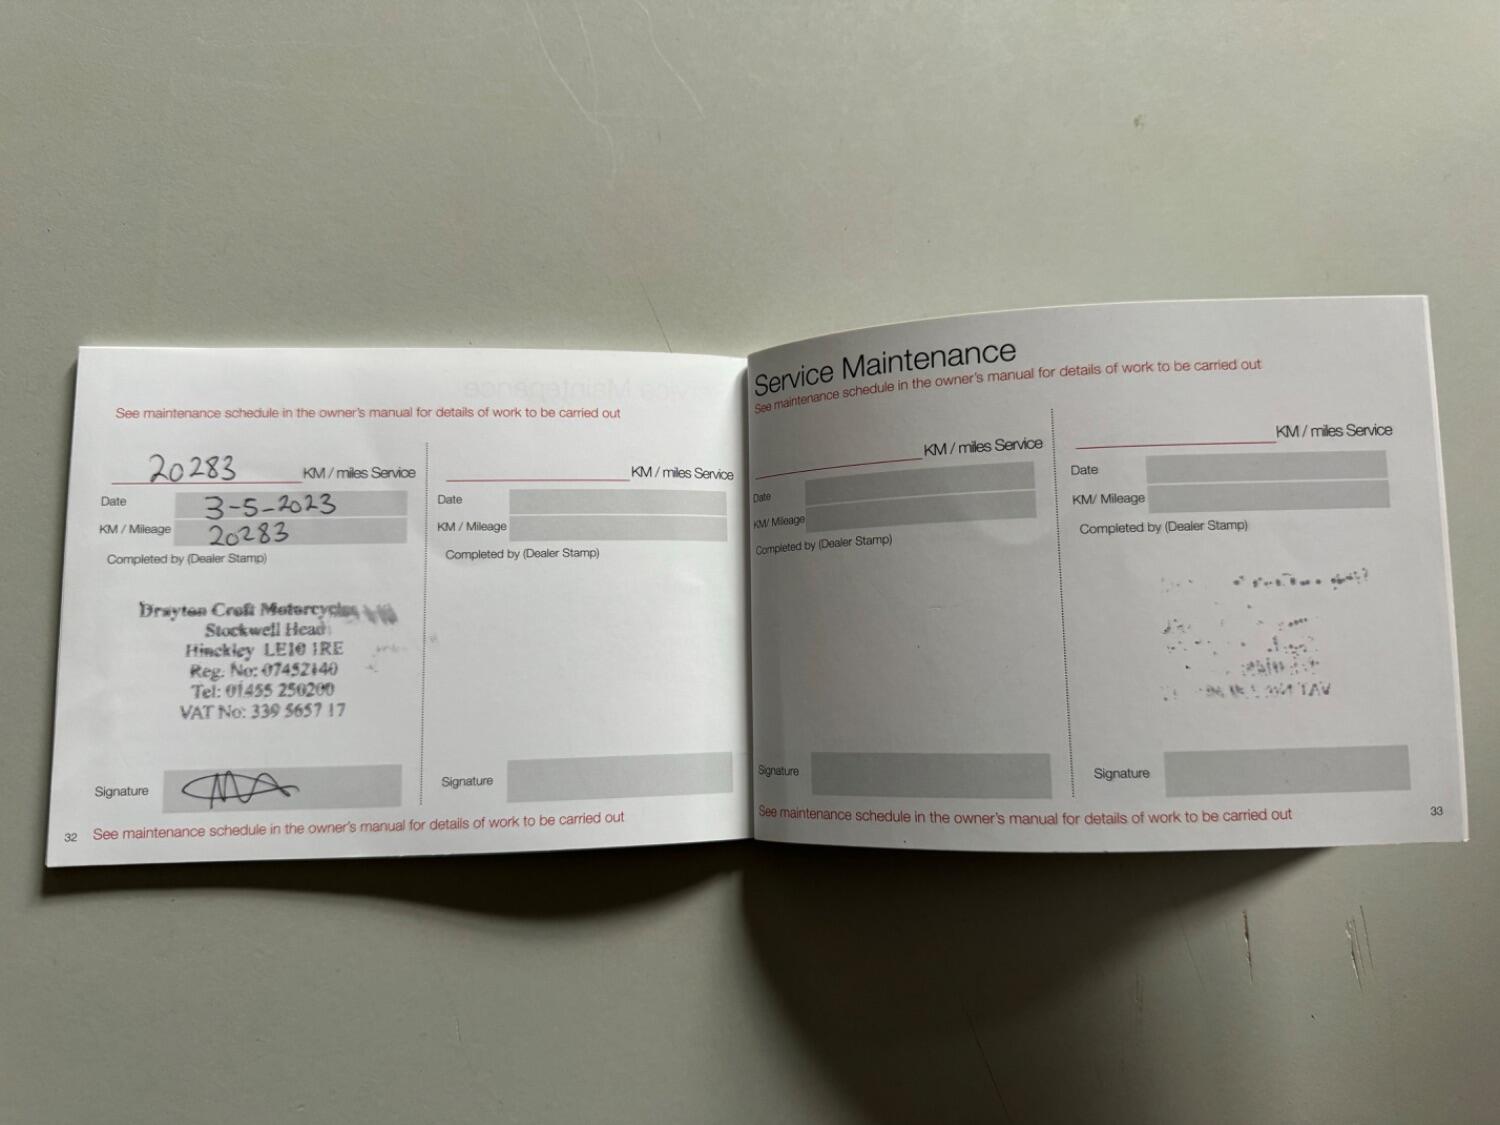 See maintenance schedule in the owner's manual for details of work to be carried out
20283 KM / miles Service
Date 3-5-2023
KM / Mileage 20283
Completed by (Dealer Stamp)
Drayton Croft Motorcycles
Stockwell Head
Hinckley LE10 1RE
Reg. No: 07452140
Tel: 01455 250200
VAT No: 339 5657 17
Signature
KM / miles Service
Date
KM / Mileage
Completed by (Dealer Stamp)
Signature
32 See maintenance schedule in the owner's manual for details of work to be carried out
Service Maintenance
See maintenance schedule in the owner's manual for details of work to be carried out
KM / miles Service
Date
KM/ Mileage
Completed by (Dealer Stamp)
Signature
KM / miles Service
Date
KM/ Mileage
Completed by (Dealer Stamp)
Signature
See maintenance schedule in the owner's manual for details of work to be carried out
33